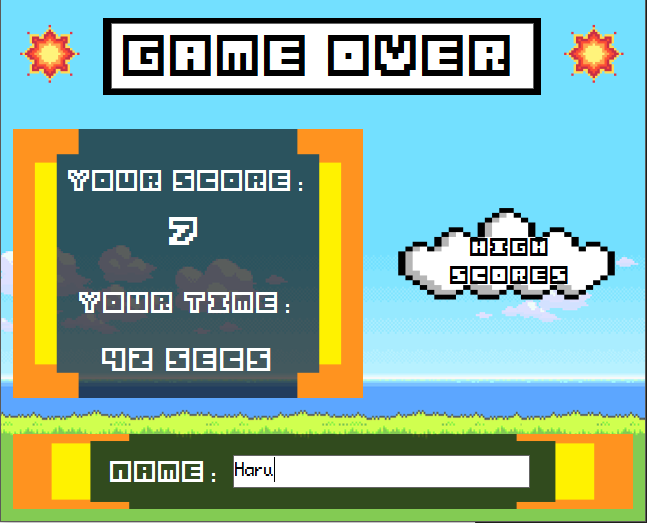 GAME OVER
YOUR SCORE:
7
YOUR TIME:
42 SECS
HIGH
SCORES
NAME: Haru